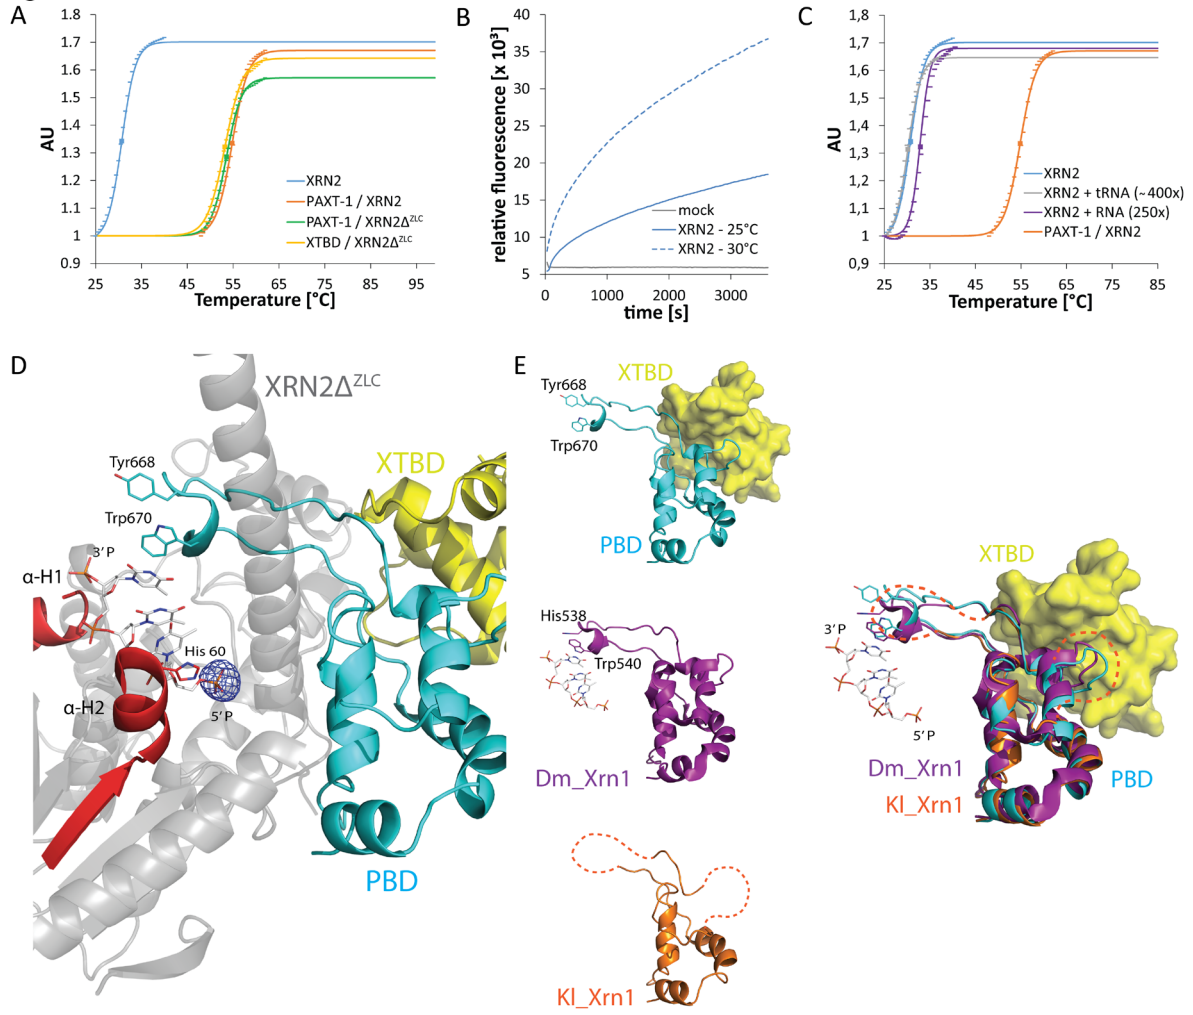 A
1.8
1.7
1.6
1.5
1.4
1.3
1.2
1.1
1
0.9
AU
25
35
45
55
65
75
85
95
Temperature [°C]
XRN2
PAXT-1 / XRN2
PAXT-1 / XRN2Δ^ZLC
XTBD / XRN2Δ^ZLC
B
40
35
30
25
20
15
10
5
relative fluorescence [x 10³]
0
1000
2000
3000
time [s]
mock
XRN2 - 25°C
XRN2 - 30°C
C
1,8
1,7
1,6
1,5
1,4
1,3
1,2
1,1
1
0,9
0,8
AU
25
35
45
55
65
75
85
Temperature [°C]
XRN2
XRN2 + tRNA (~400x)
XRN2 + RNA (250x)
PAXT-1 / XRN2
D
XRN2Δ^ZLC
XTBD
Tyr668
Trp670
3’ P
α-H1
His 60
α-H2
5’ P
PBD
E
XTBD
Tyr668
Trp670
PBD
His538
Trp540
Dm_Xrn1
Kl_Xrn1
XTBD
3’ P
5’ P
Dm_Xrn1
Kl_Xrn1
PBD